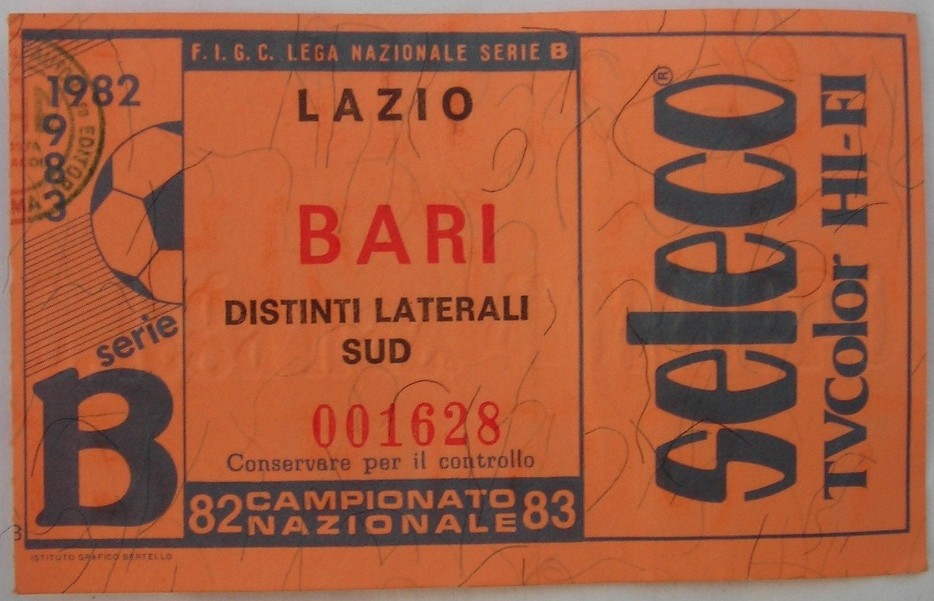 F.I.G.C. LEGA NAZIONALE SERIE B
1982
9
8
3
LAZIO
BARI
DISTINTI LATERALI
SUD
001628
Conservare per il controllo
serie
B
82 CAMPIONATO NAZIONALE 83
seleco®
TVColor HI-FI
ISTITUTO GRAFICO BERTELLO